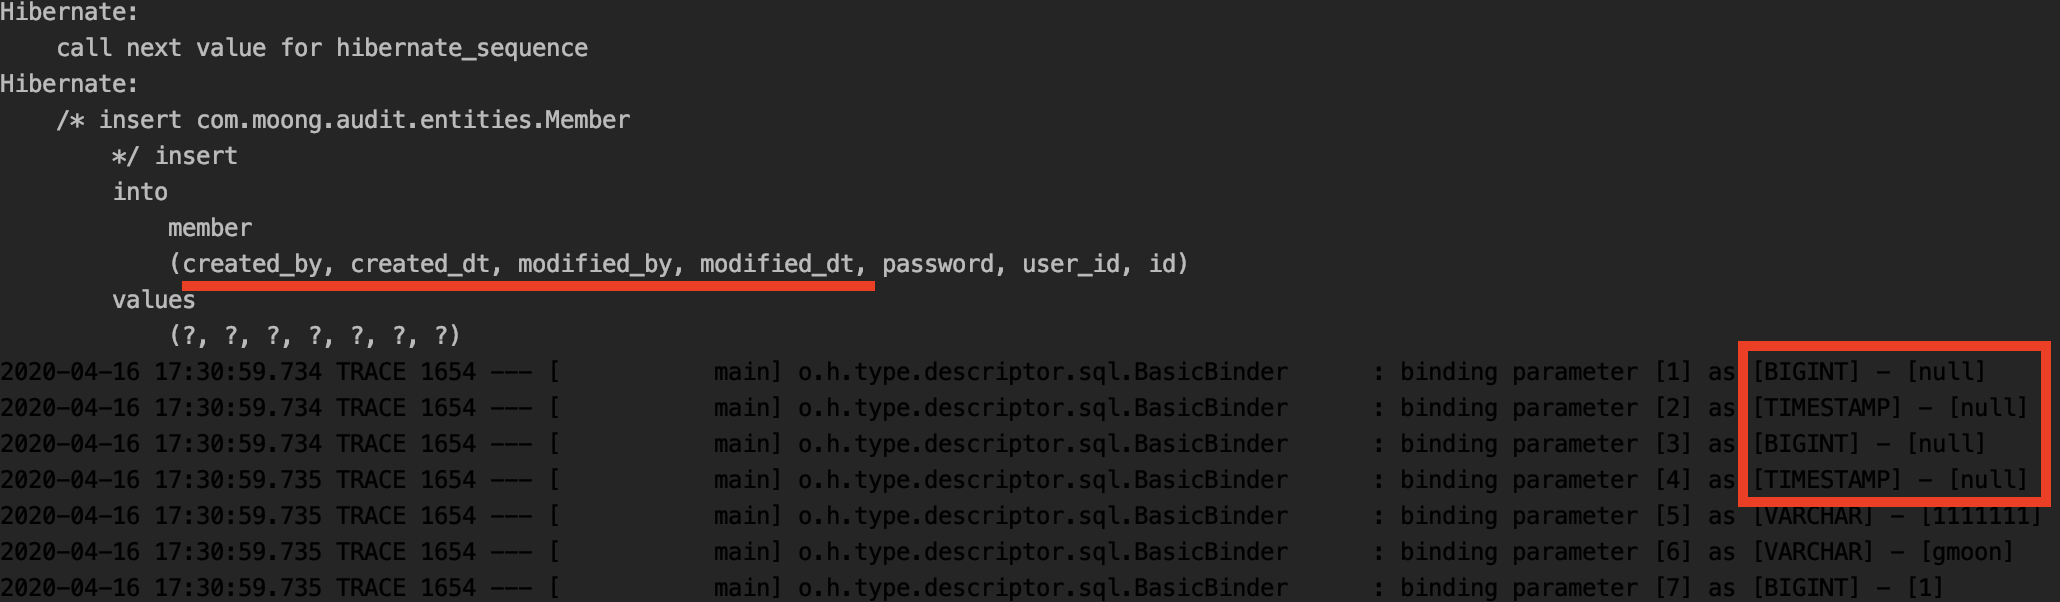 Hibernate:
    call next value for hibernate_sequence
Hibernate:
    /* insert com.moong.audit.entities.Member
        */ insert
        into
            member
            (created_by, created_dt, modified_by, modified_dt, password, user_id, id)
        values
            (?, ?, ?, ?, ?, ?, ?)
2020-04-16 17:30:59.734 TRACE 1654 --- [           main] o.h.type.descriptor.sql.BasicBinder      : binding parameter [1] as [BIGINT] - [null]
2020-04-16 17:30:59.734 TRACE 1654 --- [           main] o.h.type.descriptor.sql.BasicBinder      : binding parameter [2] as [TIMESTAMP] - [null]
2020-04-16 17:30:59.734 TRACE 1654 --- [           main] o.h.type.descriptor.sql.BasicBinder      : binding parameter [3] as [BIGINT] - [null]
2020-04-16 17:30:59.735 TRACE 1654 --- [           main] o.h.type.descriptor.sql.BasicBinder      : binding parameter [4] as [TIMESTAMP] - [null]
2020-04-16 17:30:59.735 TRACE 1654 --- [           main] o.h.type.descriptor.sql.BasicBinder      : binding parameter [5] as [VARCHAR] - [1111111]
2020-04-16 17:30:59.735 TRACE 1654 --- [           main] o.h.type.descriptor.sql.BasicBinder      : binding parameter [6] as [VARCHAR] - [gmoon]
2020-04-16 17:30:59.735 TRACE 1654 --- [           main] o.h.type.descriptor.sql.BasicBinder      : binding parameter [7] as [BIGINT] - [1]